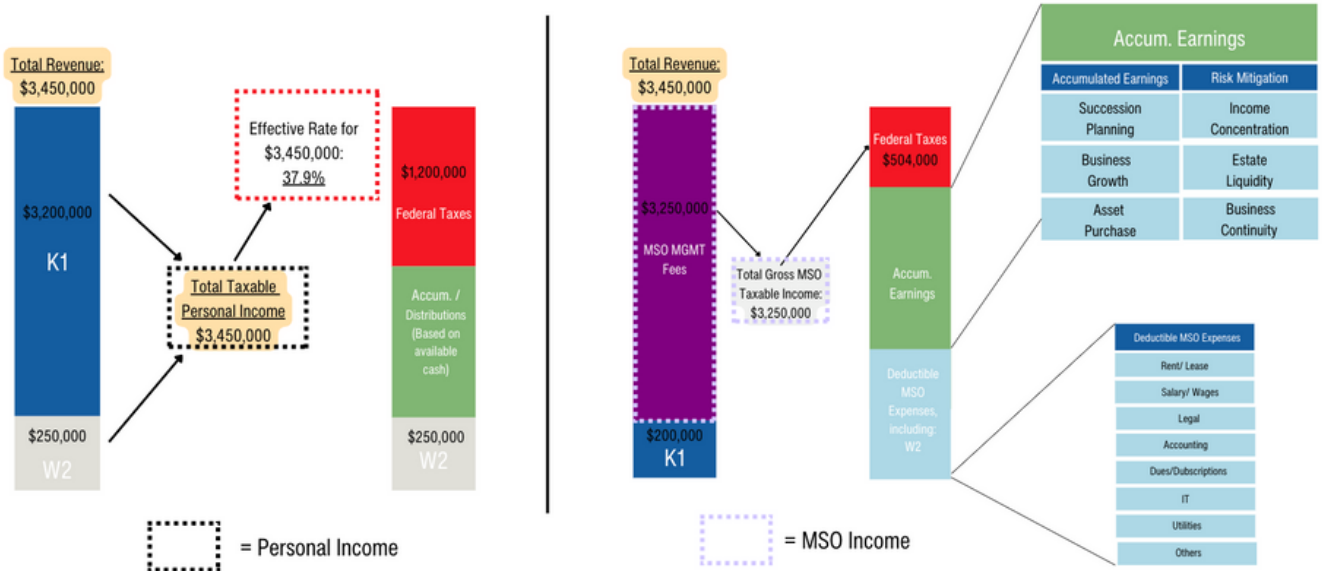 Total Revenue:
$3,450,000
$3,200,000
K1
$250,000
W2
Total Taxable
Personal Income
$3,450,000
Effective Rate for
$3,450,000:
37.9%
$1,200,000
Federal Taxes
Accum. /
Distributions
(Based on
available
cash)
$250,000
W2
= Personal Income
Total Revenue:
$3,450,000
$3,250,000
MSO MGMT
Fees
$200,000
K1
Total Gross MSO
Taxable Income:
$3,250,000
Federal Taxes
$504,000
Accum.
Earnings
Deductible
MSO
Expenses,
including:
W2
= MSO Income
Accum. Earnings
Accumulated Earnings
Risk Mitigation
Succession
Planning
Income
Concentration
Business
Growth
Estate
Liquidity
Asset
Purchase
Business
Continuity
Deductible MSO Expenses
Rent/ Lease
Salary/ Wages
Legal
Accounting
Dues/Dubscriptions
IT
Utilities
Others